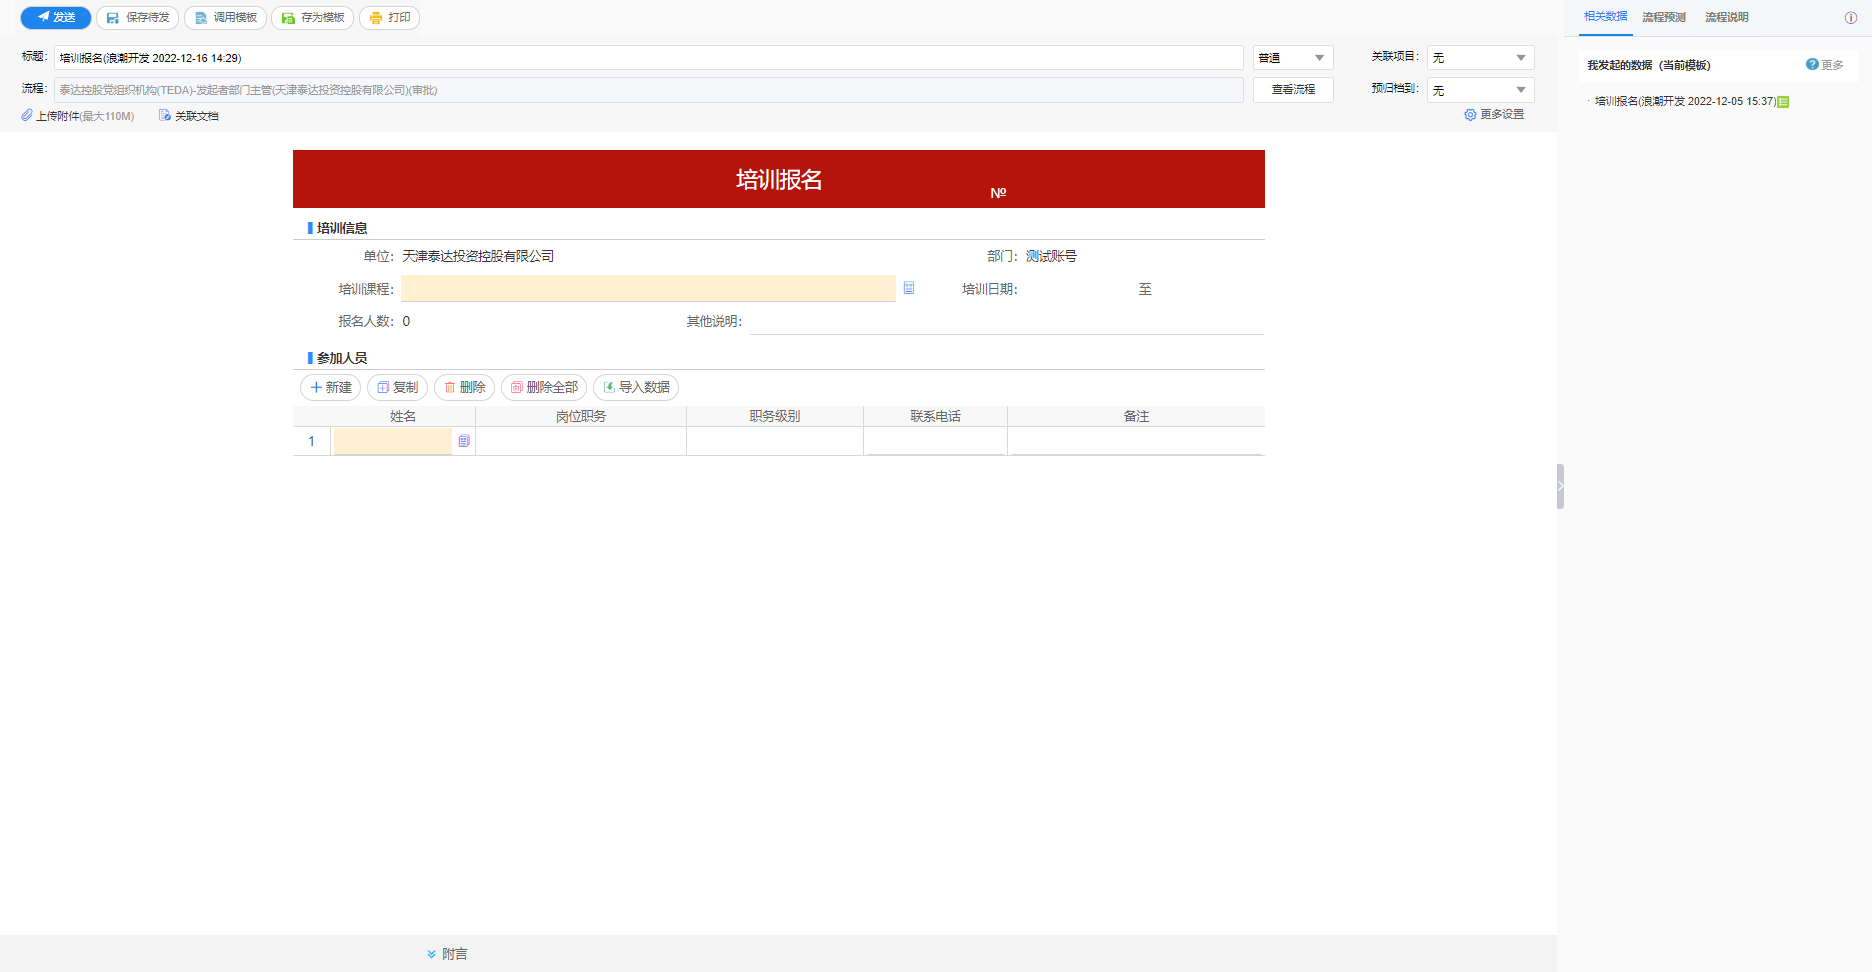 发送 保存待发 调用模板 存为模板 打印
标题: 培训报名(浪潮开发 2022-12-16 14:29) 普通 关联项目: 无
流程: 泰达控股党组织机构(TEDA)-发起者部门主管(天津泰达投资控股有限公司)(审批) 查看流程 预归档到: 无
上传附件(最大110M) 关联文档 更多设置
培训报名
№
培训信息
单位: 天津泰达投资控股有限公司 部门: 测试账号
培训课程: 培训日期: 至
报名人数: 0 其他说明:
参加人员
新建 复制 删除 删除全部 导入数据
姓名 岗位职务 职务级别 联系电话 备注
1
附言
相关数据 流程预测 流程说明
我发起的数据 (当前模板) 更多
· 培训报名(浪潮开发 2022-12-05 15:37)